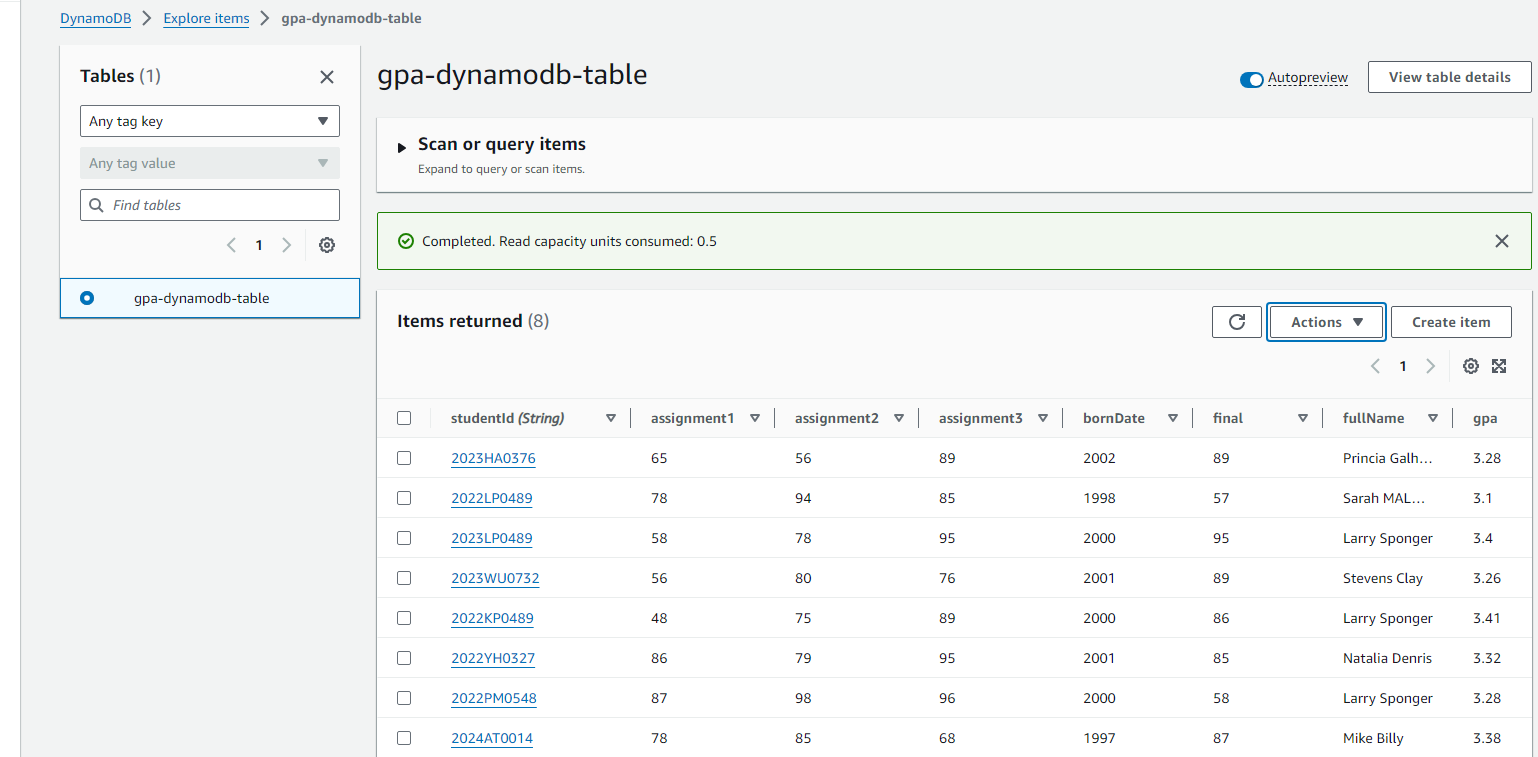 DynamoDB > Explore items > gpa-dynamodb-table
Tables (1)
Any tag key
Any tag value
Find tables
1
gpa-dynamodb-table
gpa-dynamodb-table
Autopreview
View table details
Scan or query items
Expand to query or scan items.
Completed. Read capacity units consumed: 0.5
Items returned (8)
Actions
Create item
1
studentId (String) assignment1 assignment2 assignment3 bornDate final fullName gpa
2023HA0376 65 56 89 2002 89 Princia Galh… 3.28
2022LP0489 78 94 85 1998 57 Sarah MAL… 3.1
2023LP0489 58 78 95 2000 95 Larry Sponger 3.4
2023WU0732 56 80 76 2001 89 Stevens Clay 3.26
2022KP0489 48 75 89 2000 86 Larry Sponger 3.41
2022YH0327 86 79 95 2001 85 Natalia Denris 3.32
2022PM0548 87 98 96 2000 58 Larry Sponger 3.28
2024AT0014 78 85 68 1997 87 Mike Billy 3.38